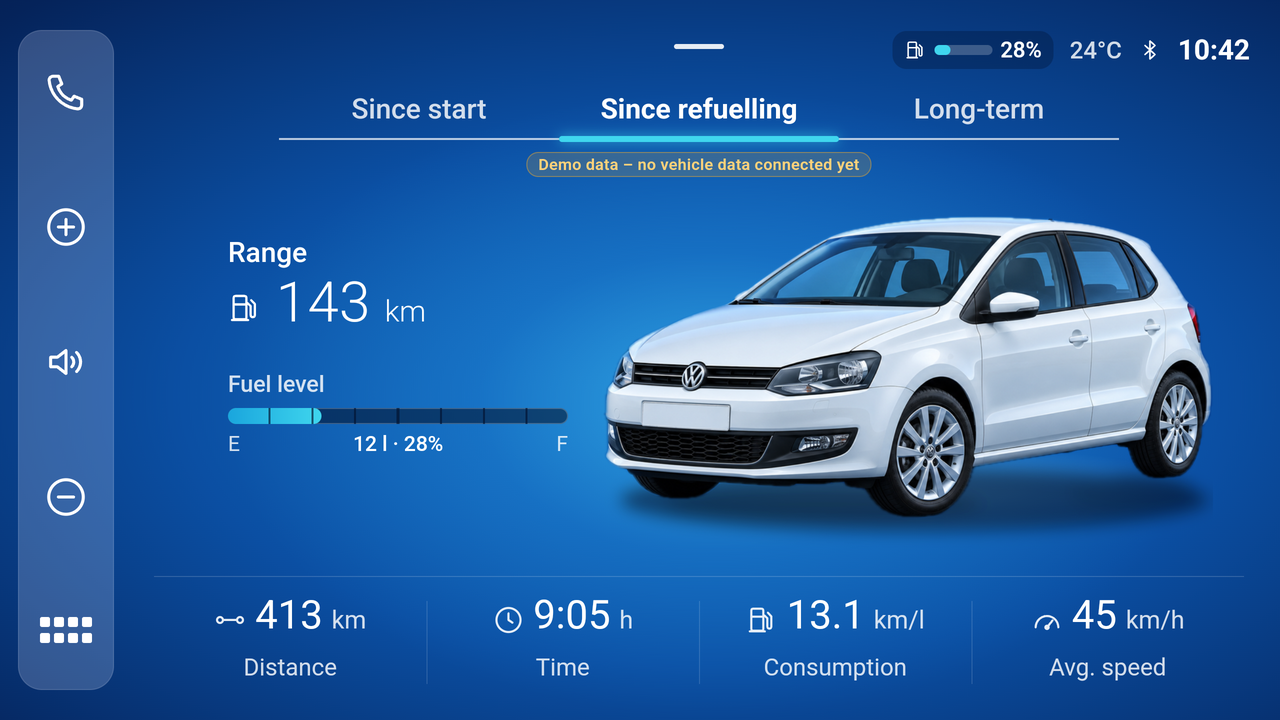 28% 24°C 10:42
Since start Since refuelling Long-term
Demo data – no vehicle data connected yet
Range
143 km
Fuel level
E 12 l · 28% F
413 km 9:05 h 13.1 km/l 45 km/h
Distance Time Consumption Avg. speed